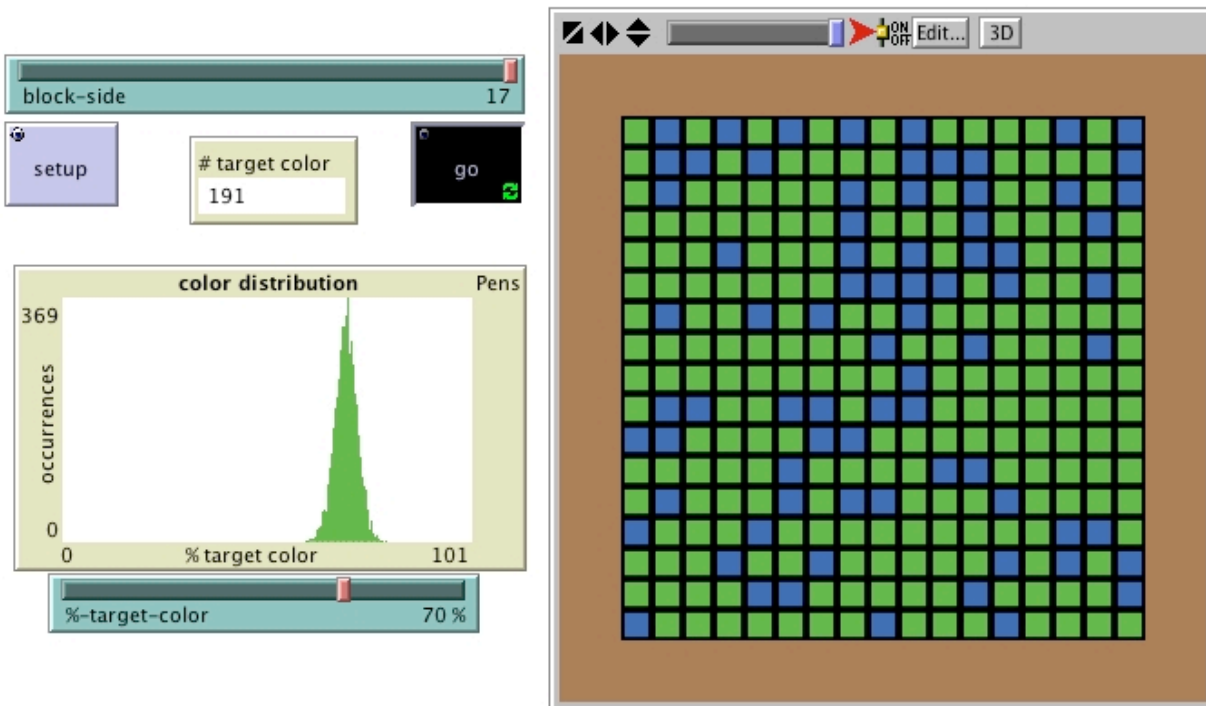 ON
OFF
Edit...
3D
block-side
17
setup
# target color
191
go
color distribution
Pens
369
occurrences
0
0
% target color
101
%-target-color
70 %